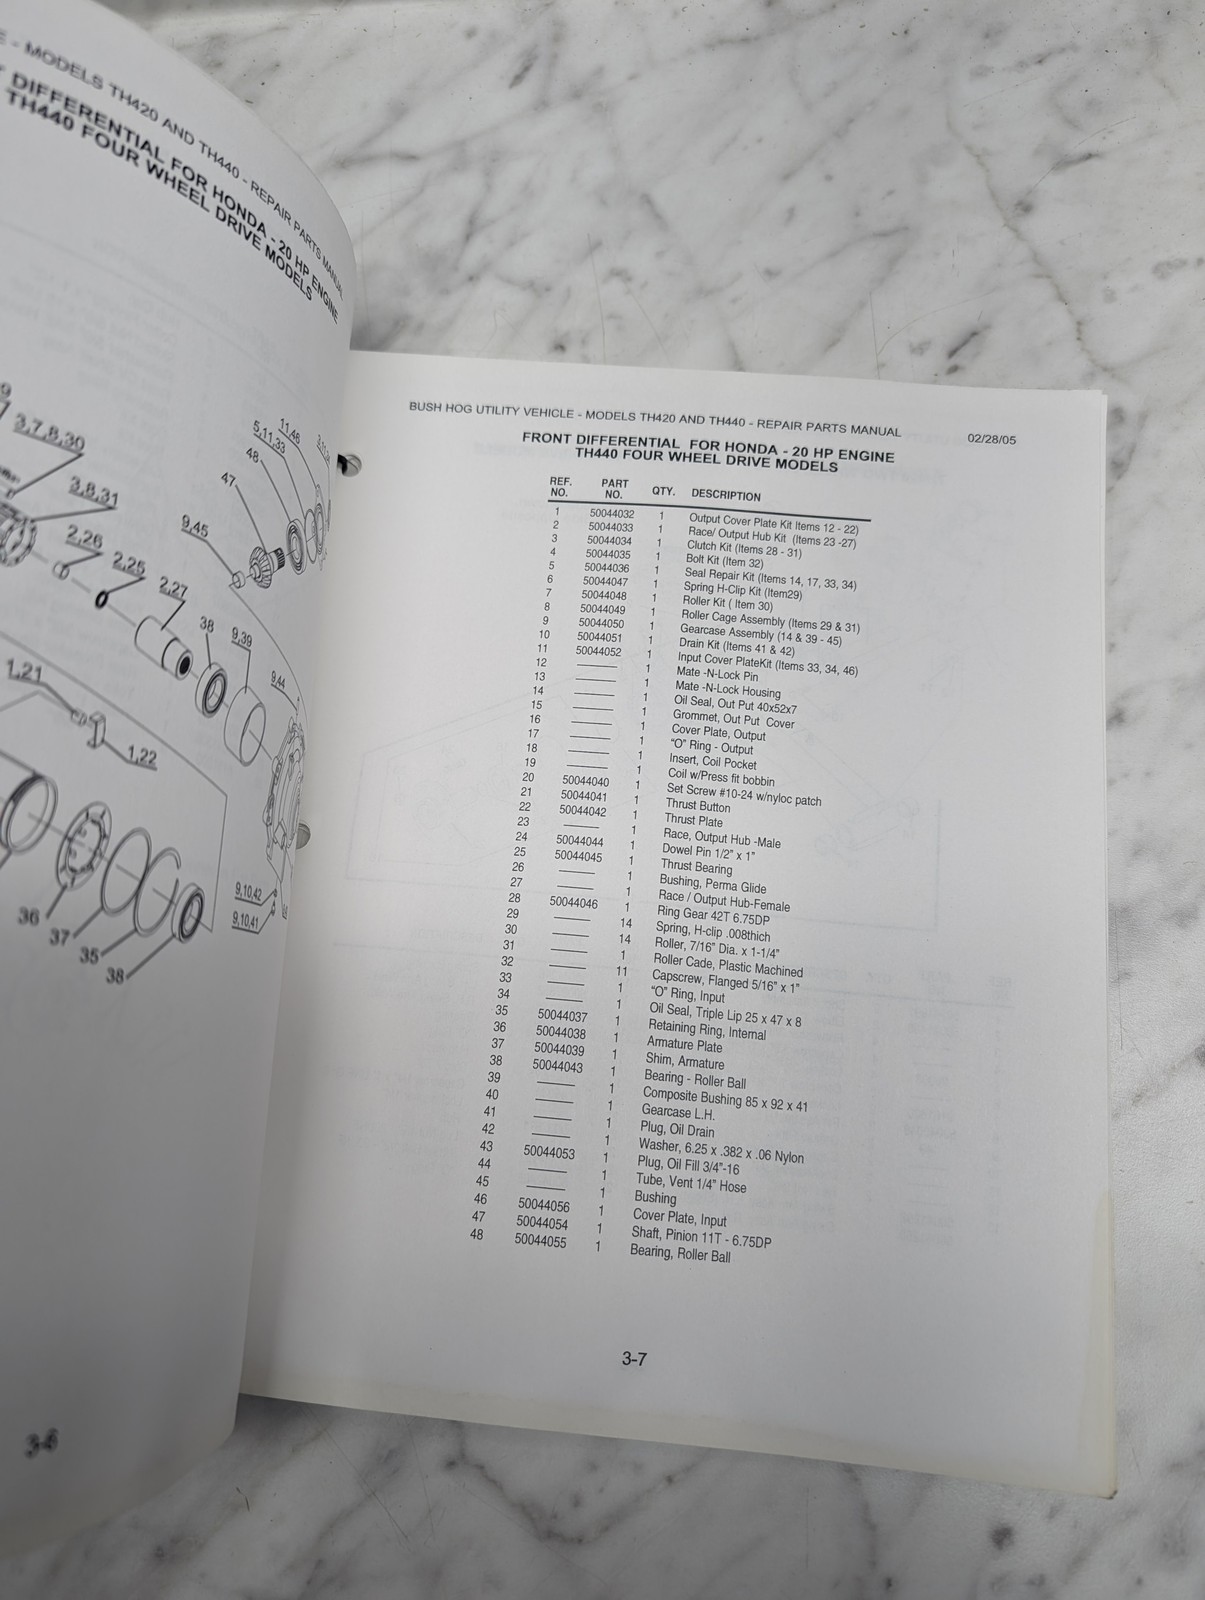 - MODELS TH420 AND TH440 - REPAIR PARTS MANUAL
DIFFERENTIAL FOR HONDA - 20 HP ENGINE
TH440 FOUR WHEEL DRIVE MODELS
3,7,8,30
3,8,31
2,26
2,25
2,27
38
9,39
9,44
9,45
47
48
5,11,33
11,46
1,21
1,22
36
37
35
38
9,10,42
9,10,41
3-6
BUSH HOG UTILITY VEHICLE - MODELS TH420 AND TH440 - REPAIR PARTS MANUAL 02/28/05
FRONT DIFFERENTIAL FOR HONDA - 20 HP ENGINE
TH440 FOUR WHEEL DRIVE MODELS
REF. NO. PART NO. QTY. DESCRIPTION
1 50044032 1 Output Cover Plate Kit Items 12 - 22)
2 50044033 1 Race/ Output Hub Kit (Items 23 -27)
3 50044034 1 Clutch Kit (Items 28 - 31)
4 50044035 1 Bolt Kit (Item 32)
5 50044036 1 Seal Repair Kit (Items 14, 17, 33, 34)
6 50044047 1 Spring H-Clip Kit (Item29)
7 50044048 1 Roller Kit ( Item 30)
8 50044049 1 Roller Cage Assembly (Items 29 & 31)
9 50044050 1 Gearcase Assembly (14 & 39 - 45)
10 50044051 1 Drain Kit (Items 41 & 42)
11 50044052 1 Input Cover PlateKit (Items 33, 34, 46)
12 ——— 1 Mate -N-Lock Pin
13 ——— 1 Mate -N-Lock Housing
14 ——— 1 Oil Seal, Out Put 40x52x7
15 ——— 1 Grommet, Out Put Cover
16 ——— 1 Cover Plate, Output
17 ——— 1 "O" Ring - Output
18 ——— 1 Insert, Coil Pocket
19 ——— 1 Coil w/Press fit bobbin
20 50044040 1 Set Screw #10-24 w/nyloc patch
21 50044041 1 Thrust Button
22 50044042 1 Thrust Plate
23 ——— 1 Race, Output Hub -Male
24 50044044 1 Dowel Pin 1/2" x 1"
25 50044045 1 Thrust Bearing
26 ——— 1 Bushing, Perma Glide
27 ——— 1 Race / Output Hub-Female
28 50044046 1 Ring Gear 42T 6.75DP
29 ——— 14 Spring, H-clip .008thich
30 ——— 14 Roller, 7/16" Dia. x 1-1/4"
31 ——— 1 Roller Cade, Plastic Machined
32 ——— 11 Capscrew, Flanged 5/16" x 1"
33 ——— 1 "O" Ring, Input
34 ——— 1 Oil Seal, Triple Lip 25 x 47 x 8
35 50044037 1 Retaining Ring, Internal
36 50044038 1 Armature Plate
37 50044039 1 Shim, Armature
38 50044043 1 Bearing - Roller Ball
39 ——— 1 Composite Bushing 85 x 92 x 41
40 ——— 1 Gearcase L.H.
41 ——— 1 Plug, Oil Drain
42 ——— 1 Washer, 6.25 x .382 x .06 Nylon
43 50044053 1 Plug, Oil Fill 3/4"-16
44 ——— 1 Tube, Vent 1/4" Hose
45 ——— 1 Bushing
46 50044056 1 Cover Plate, Input
47 50044054 1 Shaft, Pinion 11T - 6.75DP
48 50044055 1 Bearing, Roller Ball
3-7